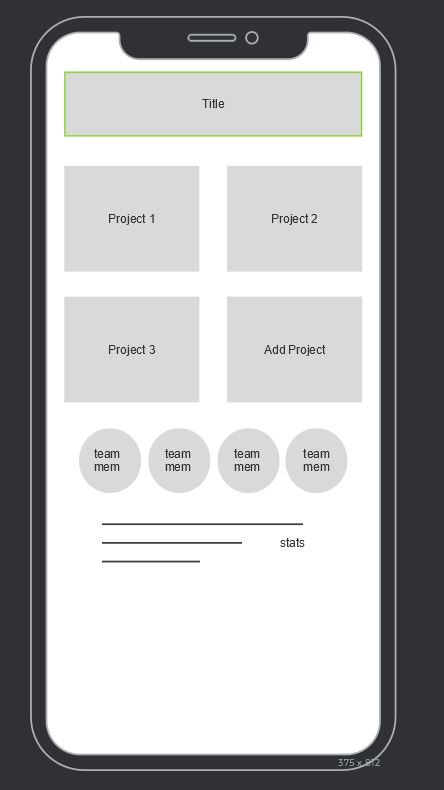 Title
Project 1
Project 2
Project 3
Add Project
team
mem
team
mem
team
mem
team
mem
stats
375 x 812